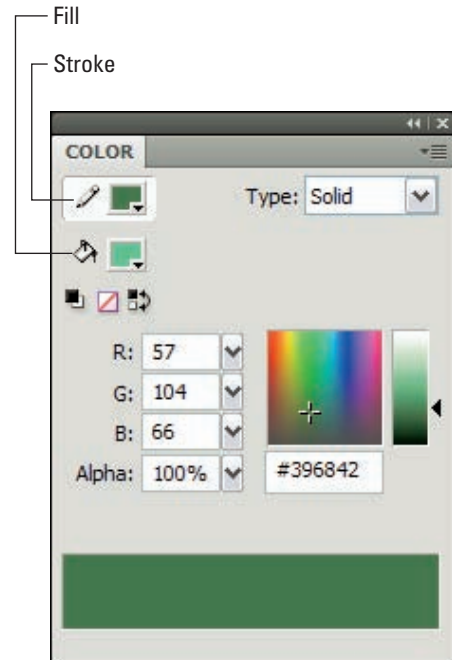 Fill
Stroke
COLOR
Type: Solid
R: 57
G: 104
B: 66
Alpha: 100%
#396842